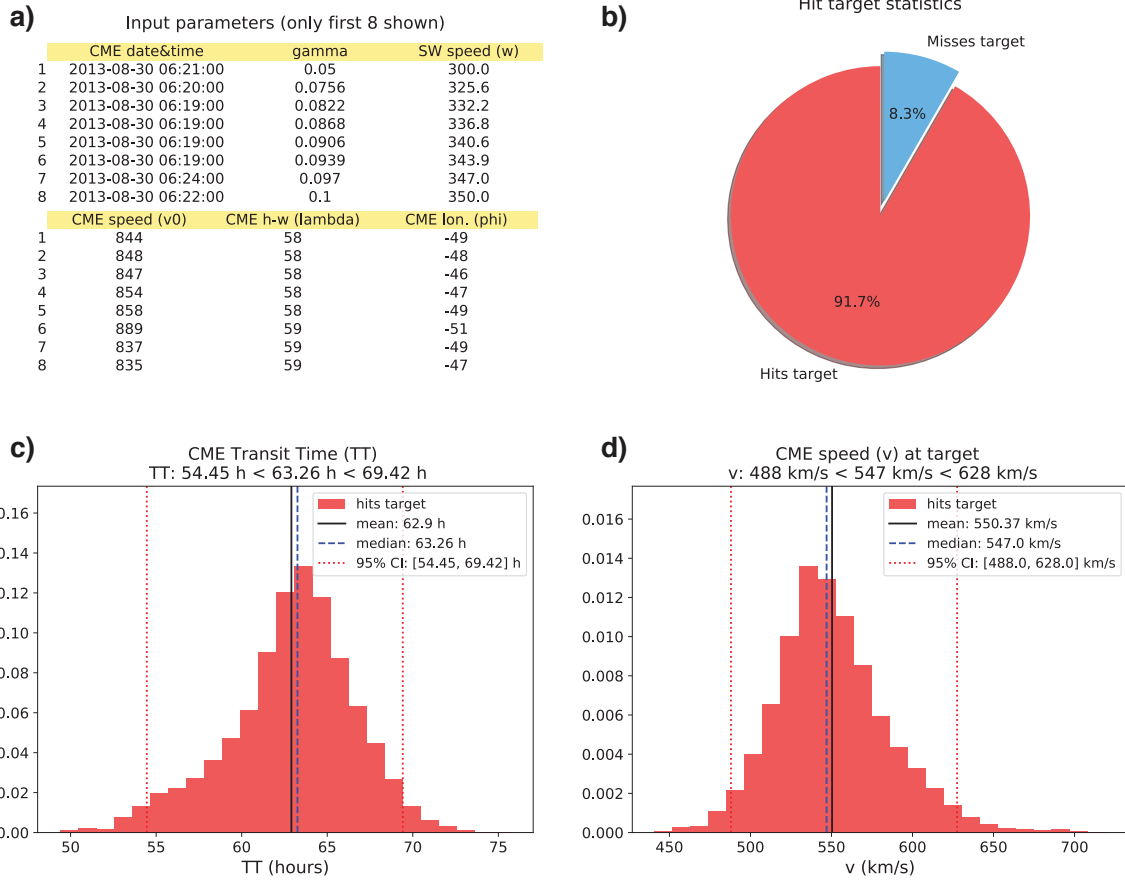 a)
Input parameters (only first 8 shown)
CME date&time gamma SW speed (w)
1 2013-08-30 06:21:00 0.05 300.0
2 2013-08-30 06:20:00 0.0756 325.6
3 2013-08-30 06:19:00 0.0822 332.2
4 2013-08-30 06:19:00 0.0868 336.8
5 2013-08-30 06:19:00 0.0906 340.6
6 2013-08-30 06:19:00 0.0939 343.9
7 2013-08-30 06:24:00 0.097 347.0
8 2013-08-30 06:22:00 0.1 350.0
CME speed (v0) CME h-w (lambda) CME lon. (phi)
1 844 58 -49
2 848 58 -48
3 847 58 -46
4 854 58 -47
5 858 58 -49
6 889 59 -51
7 837 59 -49
8 835 59 -47
b)
Hit target statistics
Misses target
8.3%
91.7%
Hits target
c)
CME Transit Time (TT)
TT: 54.45 h < 63.26 h < 69.42 h
hits target
mean: 62.9 h
median: 63.26 h
95% CI: [54.45, 69.42] h
0.16
0.14
0.12
0.10
0.08
0.06
0.04
0.02
0.00
50 55 60 65 70 75
TT (hours)
d)
CME speed (v) at target
v: 488 km/s < 547 km/s < 628 km/s
hits target
mean: 550.37 km/s
median: 547.0 km/s
95% CI: [488.0, 628.0] km/s
0.016
0.014
0.012
0.010
0.008
0.006
0.004
0.002
0.000
450 500 550 600 650 700
v (km/s)